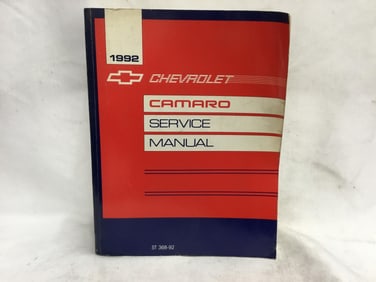 1992
CHEVROLET
CAMARO
SERVICE
MANUAL
ST 368-92